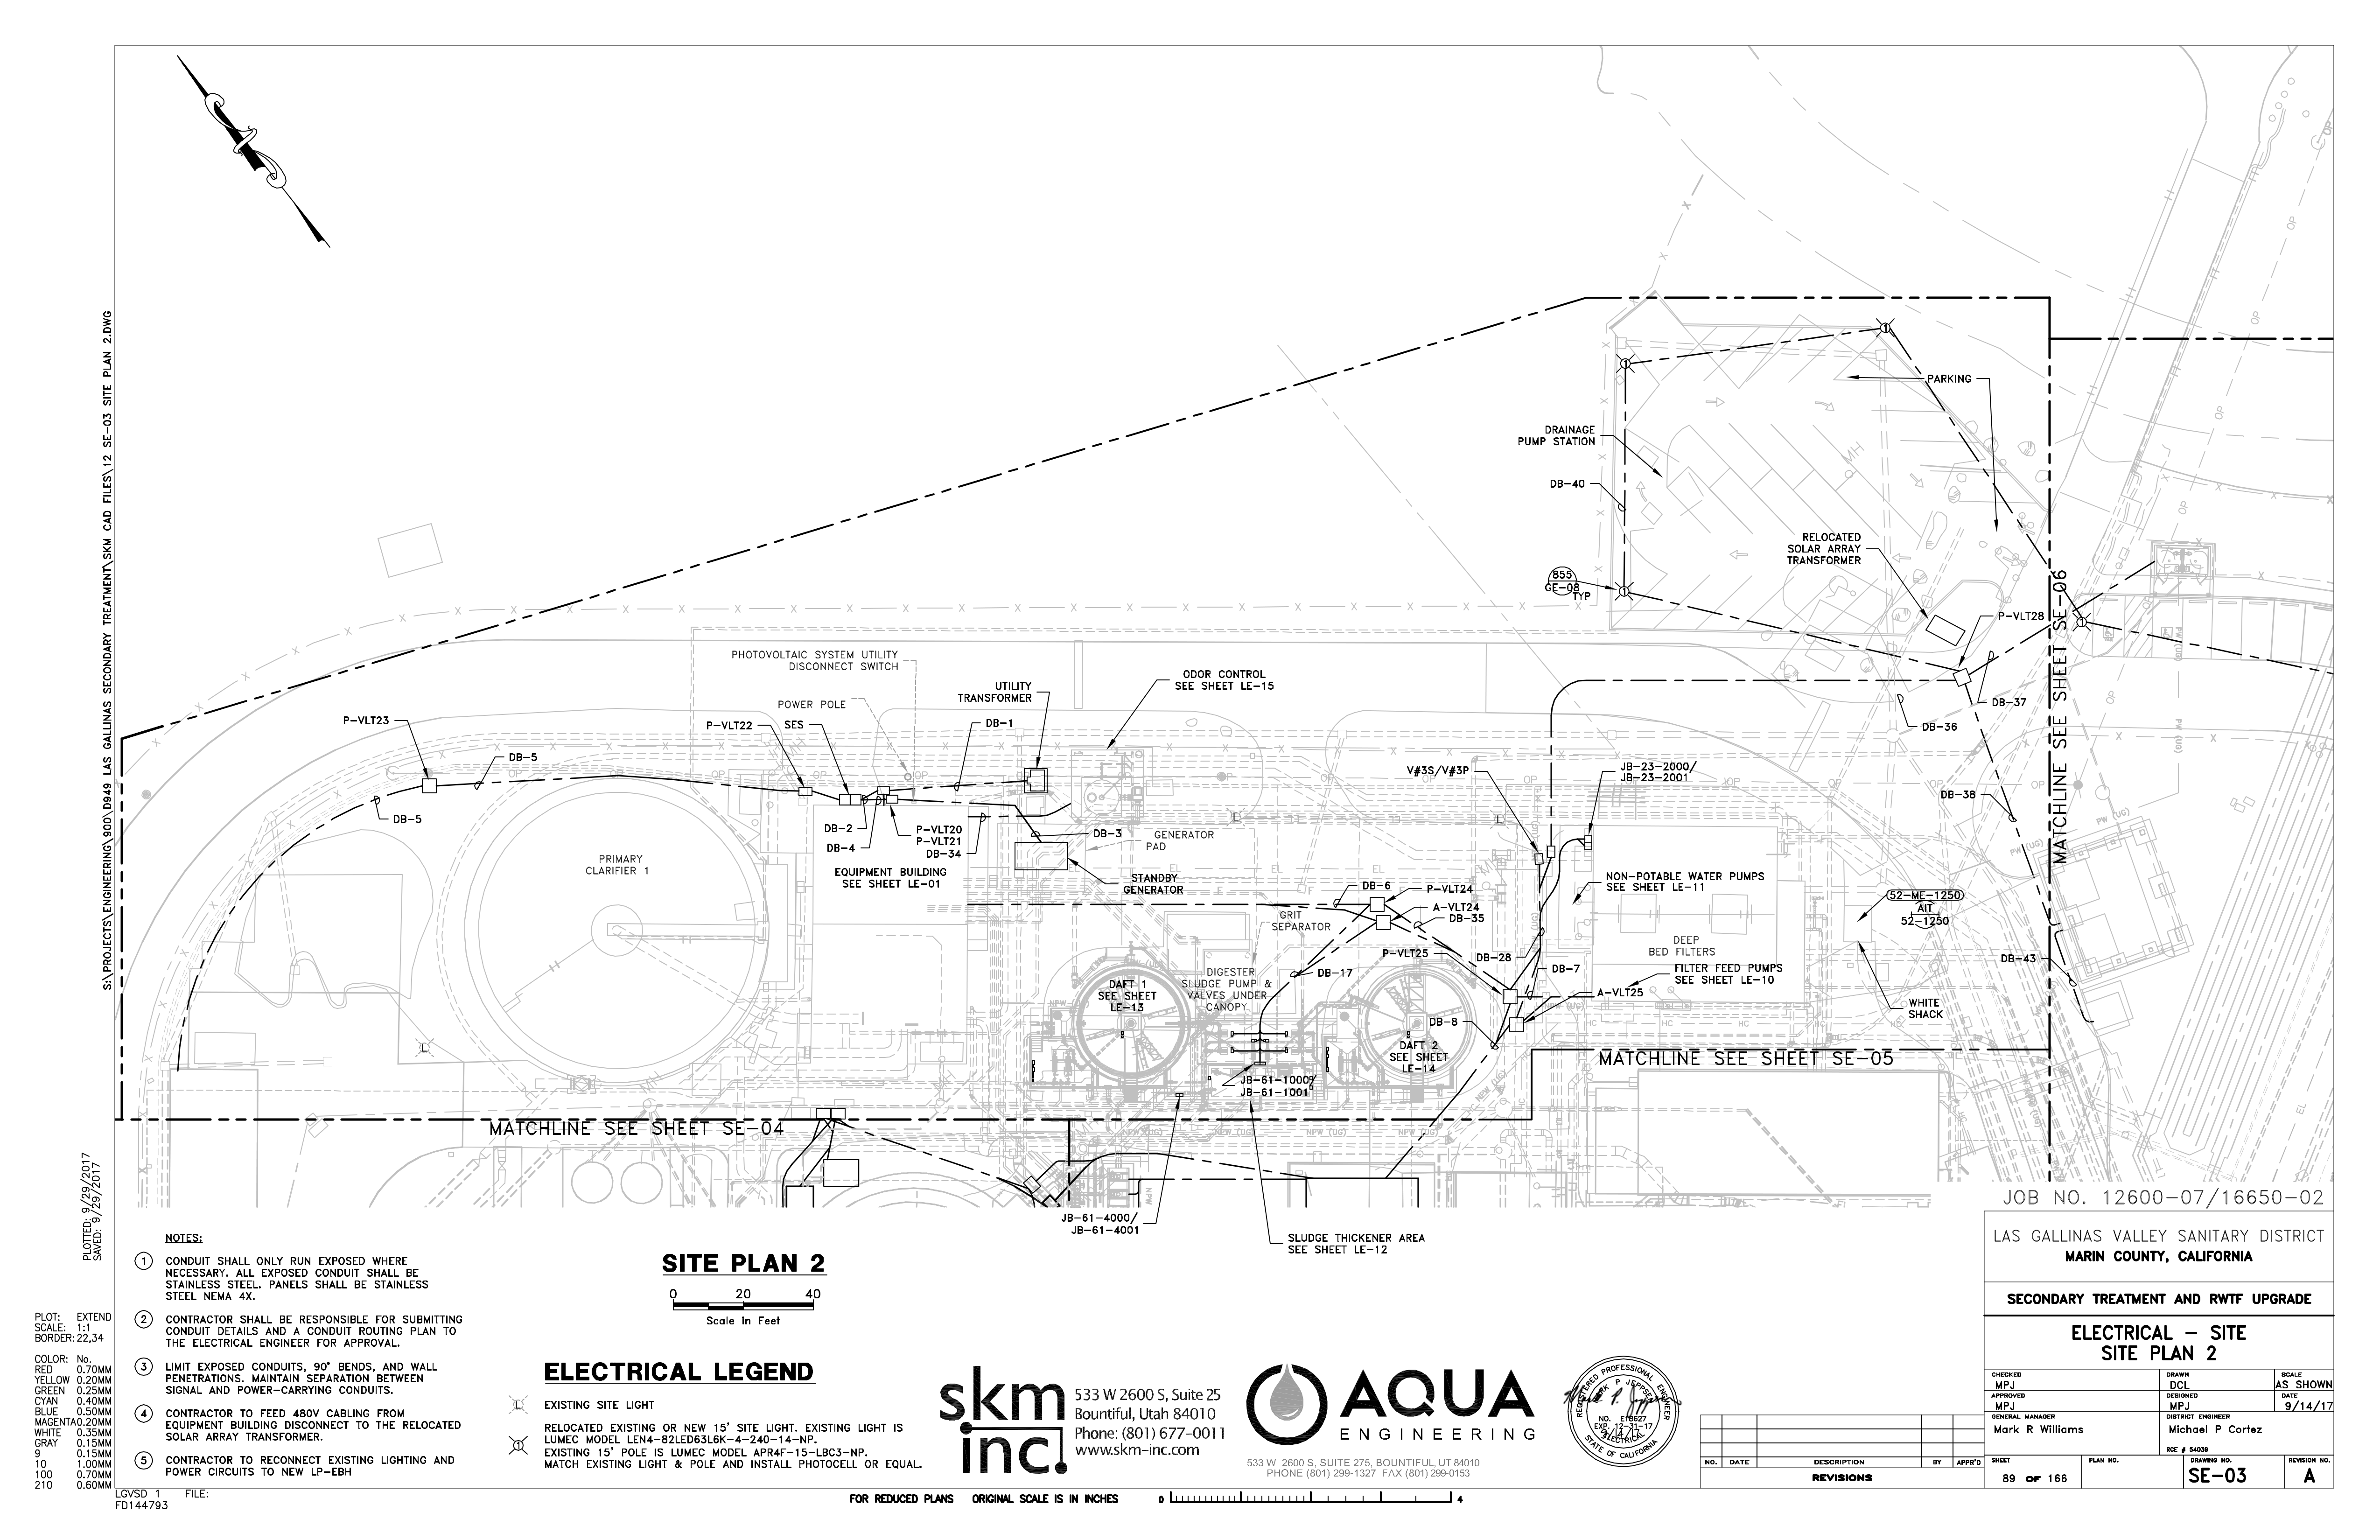 S:\PROJECTS\ENGINEERING\900\D949 LAS GALLINAS SECONDARY TREATMENT\SKM CAD FILES\12 SE-03 SITE PLAN 2.DWG
PARKING
DRAINAGE
PUMP STATION
MH
DB-40
RELOCATED
SOLAR ARRAY
TRANSFORMER
855
GE-08
TYP
P-VLT28
PHOTOVOLTAIC SYSTEM UTILITY
DISCONNECT SWITCH
ODOR CONTROL
SEE SHEET LE-15
UTILITY
TRANSFORMER
POWER POLE
P-VLT23
P-VLT22
SES
DB-1
DB-37
DB-36
DB-5
DB-5
V#3S/V#3P
JB-23-2000/
JB-23-2001
DB-38
MATCHLINE SEE SHEET SE-06
DB-2
DB-4
P-VLT20
P-VLT21
DB-34
DB-3
GENERATOR
PAD
PRIMARY
CLARIFIER 1
EQUIPMENT BUILDING
SEE SHEET LE-01
STANDBY
GENERATOR
DB-6
P-VLT24
A-VLT24
DB-35
NON-POTABLE WATER PUMPS
SEE SHEET LE-11
52-ME-1250
AIT
52-1250
GRIT
SEPARATOR
DEEP
BED FILTERS
P-VLT25
DB-28
DB-17
DB-7
FILTER FEED PUMPS
SEE SHEET LE-10
DB-43
DIGESTER
SLUDGE PUMP &
VALVES UNDER
CANOPY
DAFT 1
SEE SHEET
LE-13
A-VLT25
WHITE
SHACK
DB-8
DAFT 2
SEE SHEET
LE-14
MATCHLINE SEE SHEET SE-05
JB-61-1000/
JB-61-1001
MATCHLINE SEE SHEET SE-04
JB-61-4000/
JB-61-4001
SLUDGE THICKENER AREA
SEE SHEET LE-12
PLOTTED: 9/29/2017
SAVED: 9/29/2017
NOTES:
1 CONDUIT SHALL ONLY RUN EXPOSED WHERE
NECESSARY. ALL EXPOSED CONDUIT SHALL BE
STAINLESS STEEL. PANELS SHALL BE STAINLESS
STEEL NEMA 4X.
2 CONTRACTOR SHALL BE RESPONSIBLE FOR SUBMITTING
CONDUIT DETAILS AND A CONDUIT ROUTING PLAN TO
THE ELECTRICAL ENGINEER FOR APPROVAL.
3 LIMIT EXPOSED CONDUITS, 90° BENDS, AND WALL
PENETRATIONS. MAINTAIN SEPARATION BETWEEN
SIGNAL AND POWER-CARRYING CONDUITS.
4 CONTRACTOR TO FEED 480V CABLING FROM
EQUIPMENT BUILDING DISCONNECT TO THE RELOCATED
SOLAR ARRAY TRANSFORMER.
5 CONTRACTOR TO RECONNECT EXISTING LIGHTING AND
POWER CIRCUITS TO NEW LP-EBH
PLOT: EXTEND
SCALE: 1:1
BORDER: 22,34
COLOR: No.
RED 0.70MM
YELLOW 0.20MM
GREEN 0.25MM
CYAN 0.40MM
BLUE 0.50MM
MAGENTA 0.20MM
WHITE 0.35MM
GRAY 0.15MM
9 0.15MM
10 1.00MM
100 0.70MM
210 0.60MM
LGVSD 1 FILE:
FD144793
SITE PLAN 2
0 20 40
Scale In Feet
ELECTRICAL LEGEND
L EXISTING SITE LIGHT
1 RELOCATED EXISTING OR NEW 15' SITE LIGHT. EXISTING LIGHT IS
LUMEC MODEL LEN4-82LED63L6K-4-240-14-NP.
EXISTING 15' POLE IS LUMEC MODEL APR4F-15-LBC3-NP.
MATCH EXISTING LIGHT & POLE AND INSTALL PHOTOCELL OR EQUAL.
skm
inc.
533 W 2600 S, Suite 25
Bountiful, Utah 84010
Phone: (801) 677-0011
www.skm-inc.com
AQUA
ENGINEERING
533 W 2600 S, SUITE 275, BOUNTIFUL, UT 84010
PHONE (801) 299-1327 FAX (801) 299-0153
REGISTERED PROFESSIONAL ENGINEER
MARK P JEPPSEN
NO. E18627
EXP. 12-31-17
9/14/17
ELECTRICAL
STATE OF CALIFORNIA
FOR REDUCED PLANS ORIGINAL SCALE IS IN INCHES 0 4
NO. DATE DESCRIPTION BY APPR'D
REVISIONS
JOB NO. 12600-07/16650-02
LAS GALLINAS VALLEY SANITARY DISTRICT
MARIN COUNTY, CALIFORNIA
SECONDARY TREATMENT AND RWTF UPGRADE
ELECTRICAL - SITE
SITE PLAN 2
CHECKED MPJ
DRAWN DCL
SCALE AS SHOWN
APPROVED MPJ
DESIGNED MPJ
DATE 9/14/17
GENERAL MANAGER
Mark R Williams
DISTRICT ENGINEER
Michael P Cortez
RCE # 54038
SHEET 89 OF 166
PLAN NO.
DRAWING NO. SE-03
REVISION NO. A